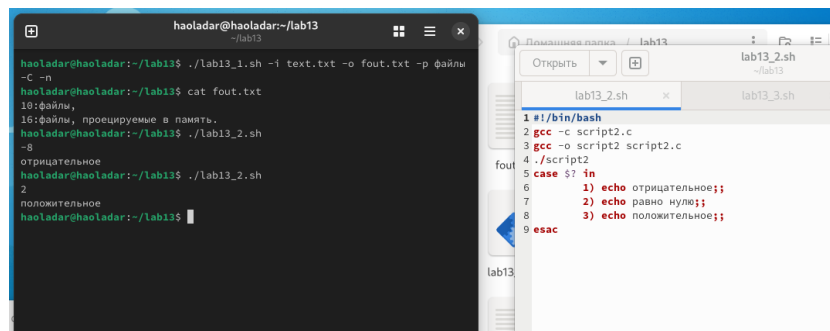 haoladar@haoladar:~/lab13
~/lab13
haoladar@haoladar:~/lab13$ ./lab13_1.sh -i text.txt -o fout.txt -p файлы
-C -n
haoladar@haoladar:~/lab13$ cat fout.txt
10:файлы,
16:файлы, проецируемые в память.
haoladar@haoladar:~/lab13$ ./lab13_2.sh
-8
отрицательное
haoladar@haoladar:~/lab13$ ./lab13_2.sh
2
положительное
haoladar@haoladar:~/lab13$
Домашняя папка / lab13
fout
lab13
Открыть
lab13_2.sh
~/lab13
lab13_2.sh
lab13_3.sh
1 #!/bin/bash
2 gcc -c script2.c
3 gcc -o script2 script2.c
4 ./script2
5 case $? in
6 1) echo отрицательное;;
7 2) echo равно нулю;;
8 3) echo положительное;;
9 esac